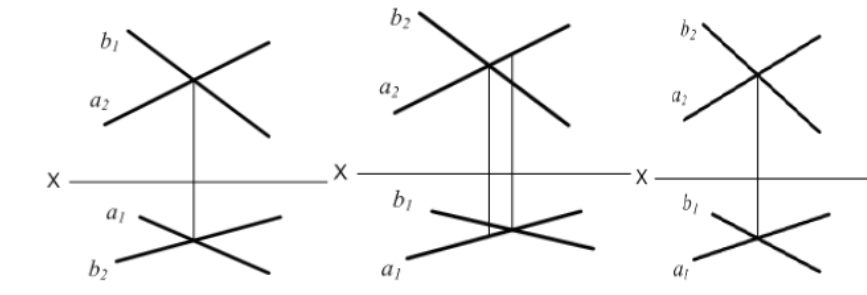 b₁
a₂
X
a₁
b₂
b₂
a₂
X
b₁
a₁
b₂
a₂
X
b₁
a₁